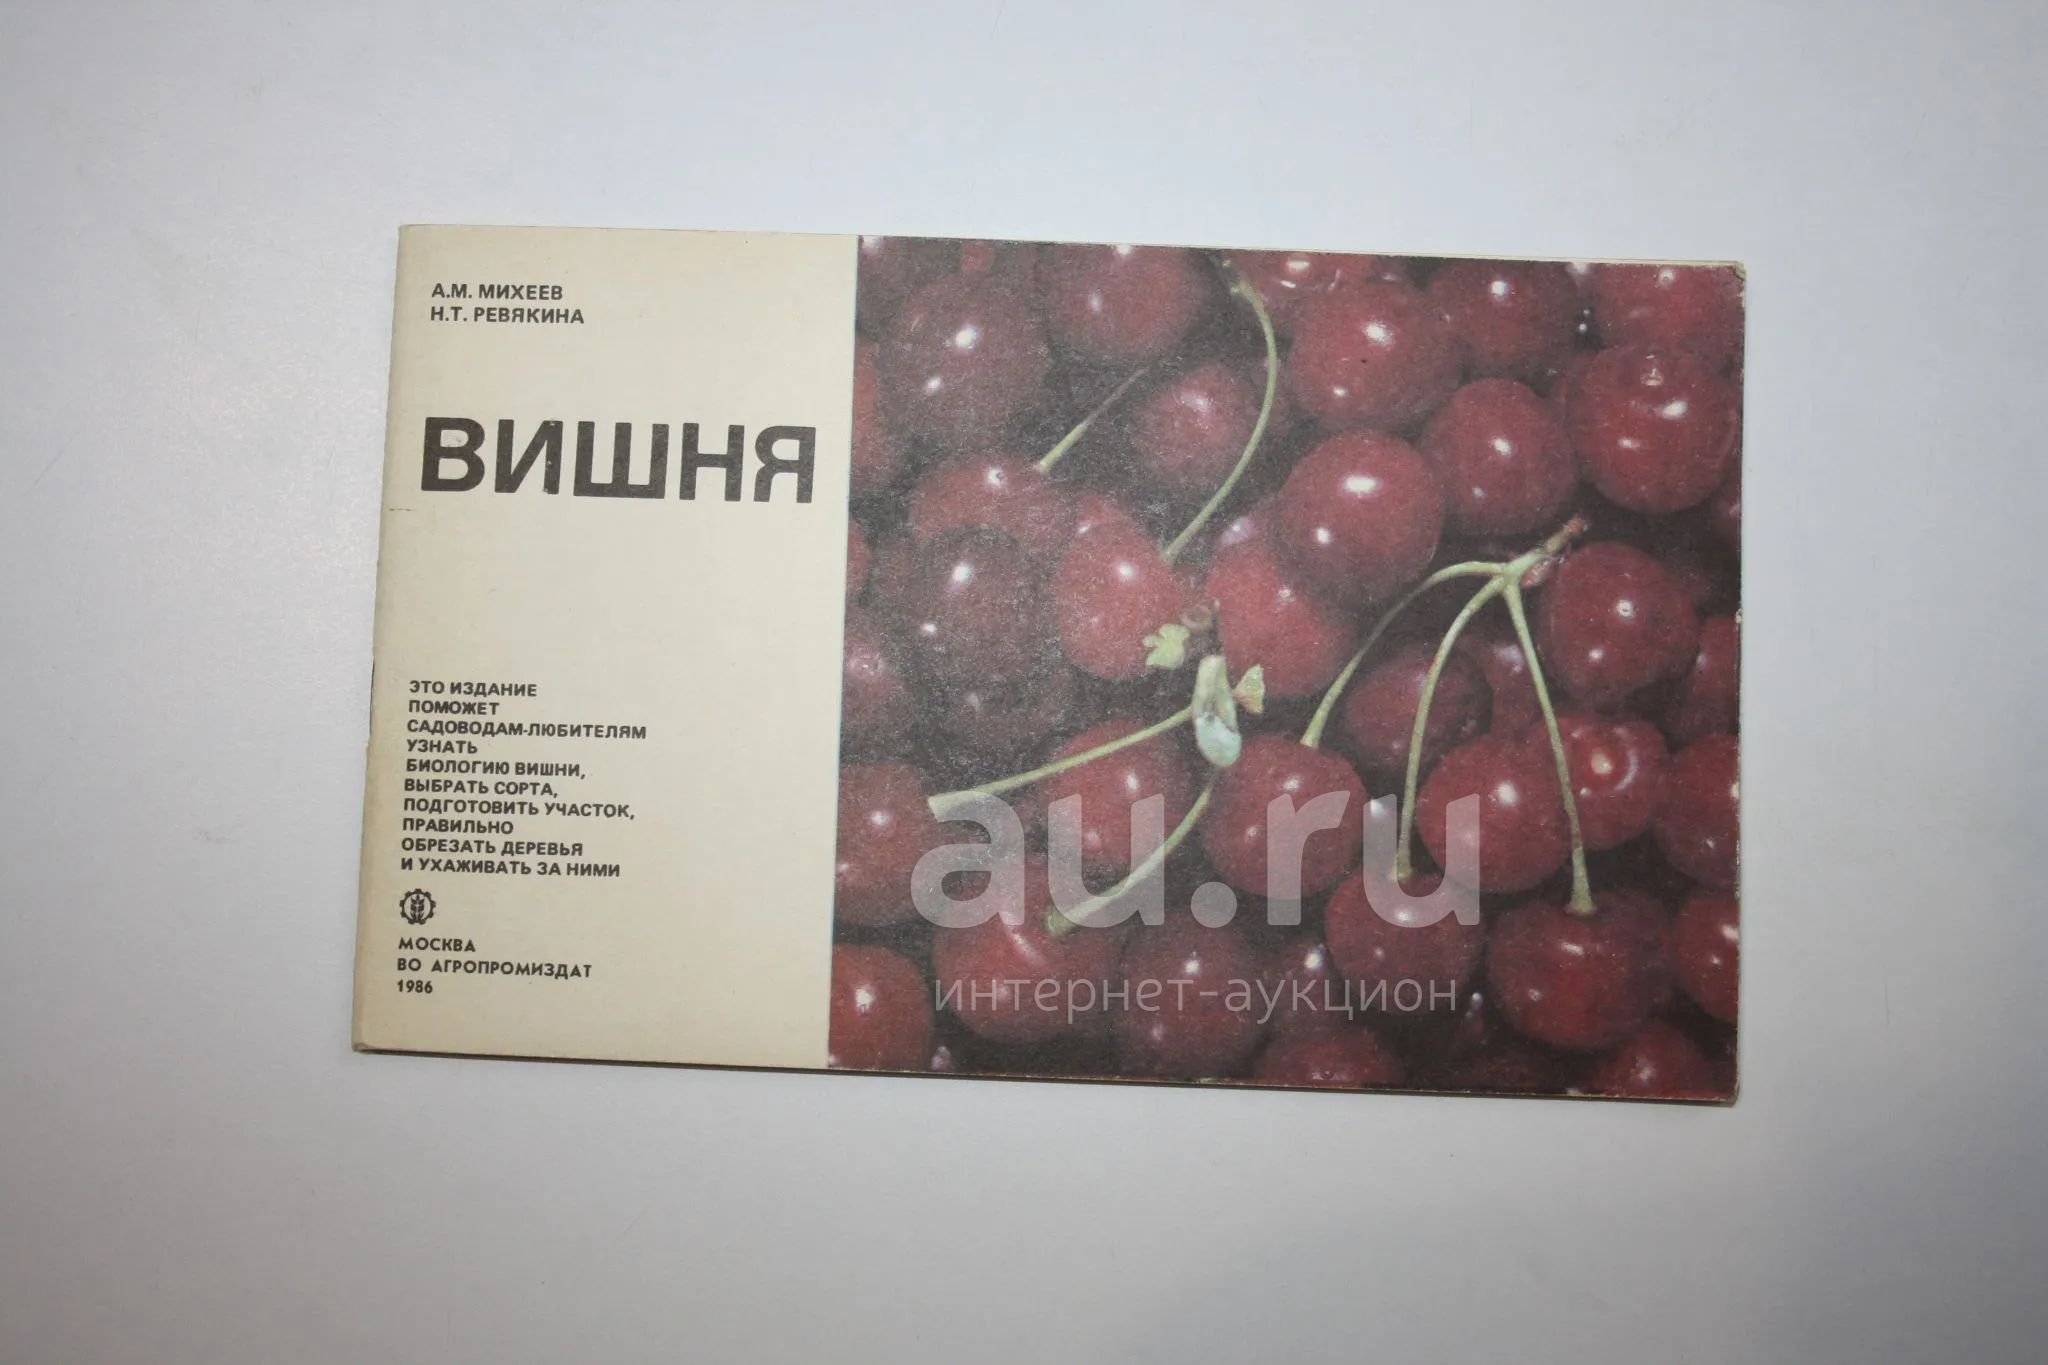 А.М. МИХЕЕВ
Н.Т. РЕВЯКИНА
ВИШНЯ
ЭТО ИЗДАНИЕ
ПОМОЖЕТ
САДОВОДАМ-ЛЮБИТЕЛЯМ
УЗНАТЬ
БИОЛОГИЮ ВИШНИ,
ВЫБРАТЬ СОРТА,
ПОДГОТОВИТЬ УЧАСТОК,
ПРАВИЛЬНО
ОБРЕЗАТЬ ДЕРЕВЬЯ
И УХАЖИВАТЬ ЗА НИМИ
МОСКВА
ВО АГРОПРОМИЗДАТ
1986
au.ru
интернет-аукцион